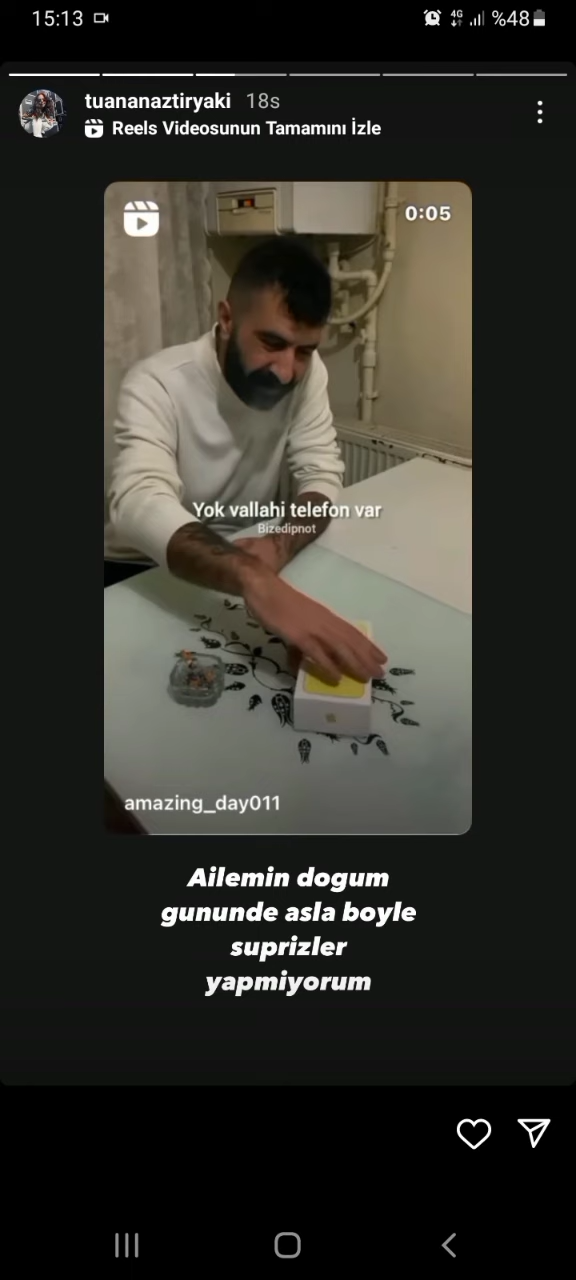 15:13
4G
%48
tuananaztiryaki 18s
Reels Videosunun Tamamını İzle
0:05
Yok vallahi telefon var
Bizedipnot
amazing_day011
Ailemin dogum
gununde asla boyle
suprizler
yapmiyorum